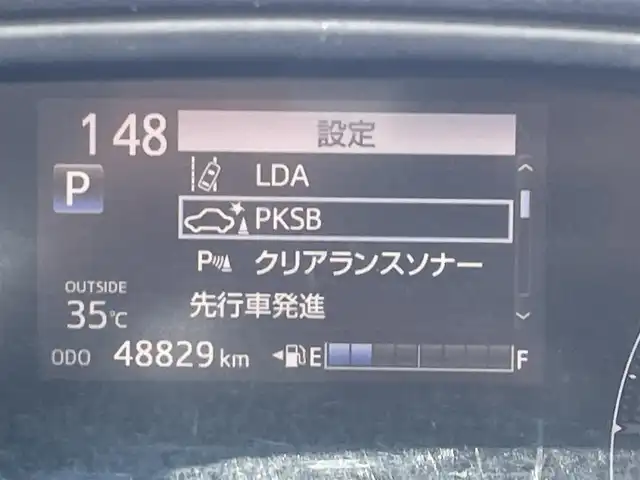 148
設定
LDA
P
PKSB
P クリアランスソナー
OUTSIDE
35℃
先行車発進
ODO 48829 km E F